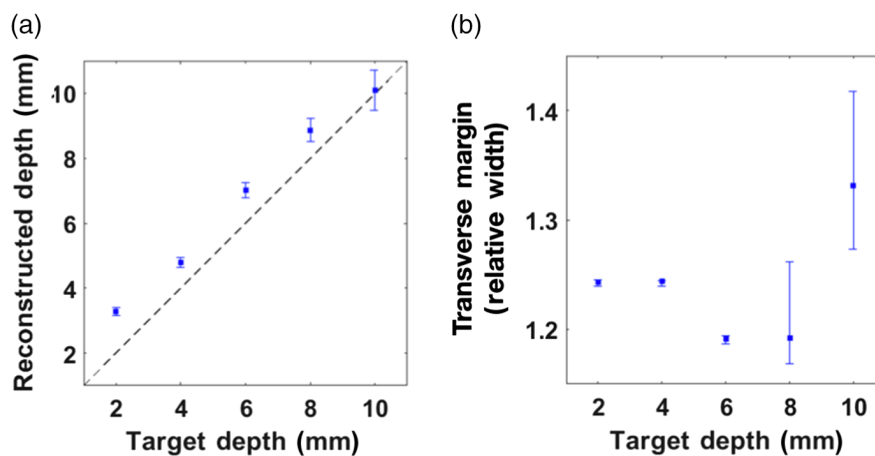 (a)
Reconstructed depth (mm)
10
8
6
4
2
2 4 6 8 10
Target depth (mm)
(b)
Transverse margin
(relative width)
1.4
1.3
1.2
2 4 6 8 10
Target depth (mm)